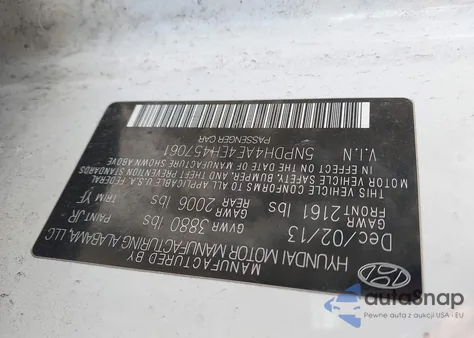 MANUFACTURED BY
HYUNDAI MOTOR MANUFACTURING ALABAMA, LLC
Dec/02/13
GVWR 3880 lbs
PAINT JR
GAWR
FRONT 2161 lbs
GAWR
REAR 2006 lbs
TRIM YF
THIS VEHICLE CONFORMS TO ALL APPLICABLE U.S.A. FEDERAL
MOTOR VEHICLE SAFETY, BUMPER, AND THEFT PREVENTION STANDARDS
IN EFFECT ON THE DATE OF MANUFACTURE SHOWN ABOVE
V.I.N 5NPDH4AE4EH457061
PASSENGER CAR
autosnap
Pewne auta z aukcji USA i EU